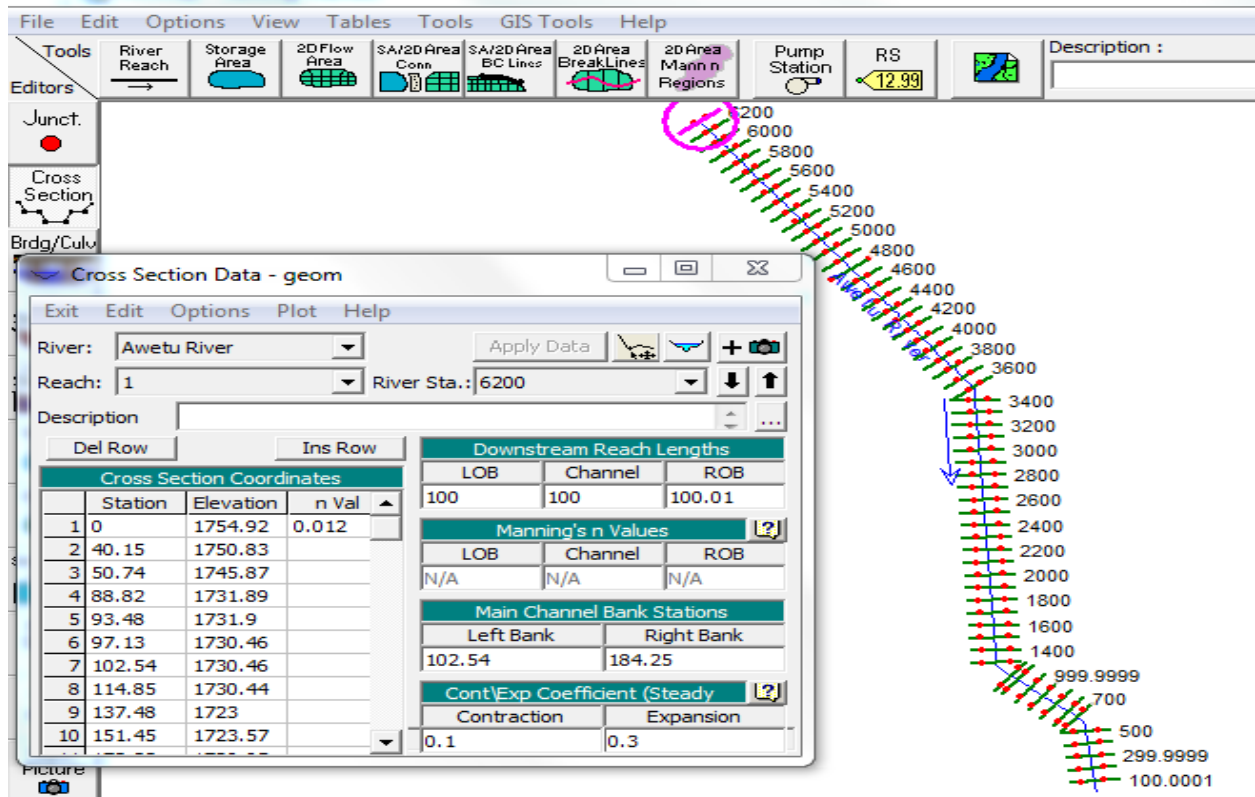 File Edit Options View Tables Tools GIS Tools Help
Tools
Editors
River Reach
Storage Area
2D Flow Area
SA/2D Area Conn
SA/2D Area BC Lines
2D Area BreakLines
2D Area Mann n Regions
Pump Station
RS
12.99
Description :
Junct.
Cross Section
Brdg/Culv
Picture
6200
6000
5800
5600
5400
5200
5000
4800
4600
4400
4200
4000
3800
3600
3400
3200
3000
2800
2600
2400
2200
2000
1800
1600
1400
999.9999
700
500
299.9999
100.0001
Awetu River
Cross Section Data - geom
Exit Edit Options Plot Help
River: Awetu River Apply Data
Reach: 1 River Sta.: 6200
Description ...
Del Row Ins Row
Cross Section Coordinates
Station Elevation n Val
1 0 1754.92 0.012
2 40.15 1750.83
3 50.74 1745.87
4 88.82 1731.89
5 93.48 1731.9
6 97.13 1730.46
7 102.54 1730.46
8 114.85 1730.44
9 137.48 1723
10 151.45 1723.57
Downstream Reach Lengths
LOB Channel ROB
100 100 100.01
Manning's n Values
LOB Channel ROB
N/A N/A N/A
Main Channel Bank Stations
Left Bank Right Bank
102.54 184.25
Cont\Exp Coefficient (Steady
Contraction Expansion
0.1 0.3